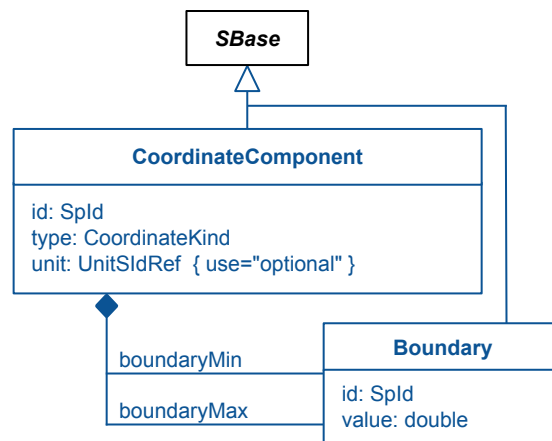 SBase
CoordinateComponent
id: SpId
type: CoordinateKind
unit: UnitSIdRef { use="optional" }
boundaryMin
boundaryMax
Boundary
id: SpId
value: double